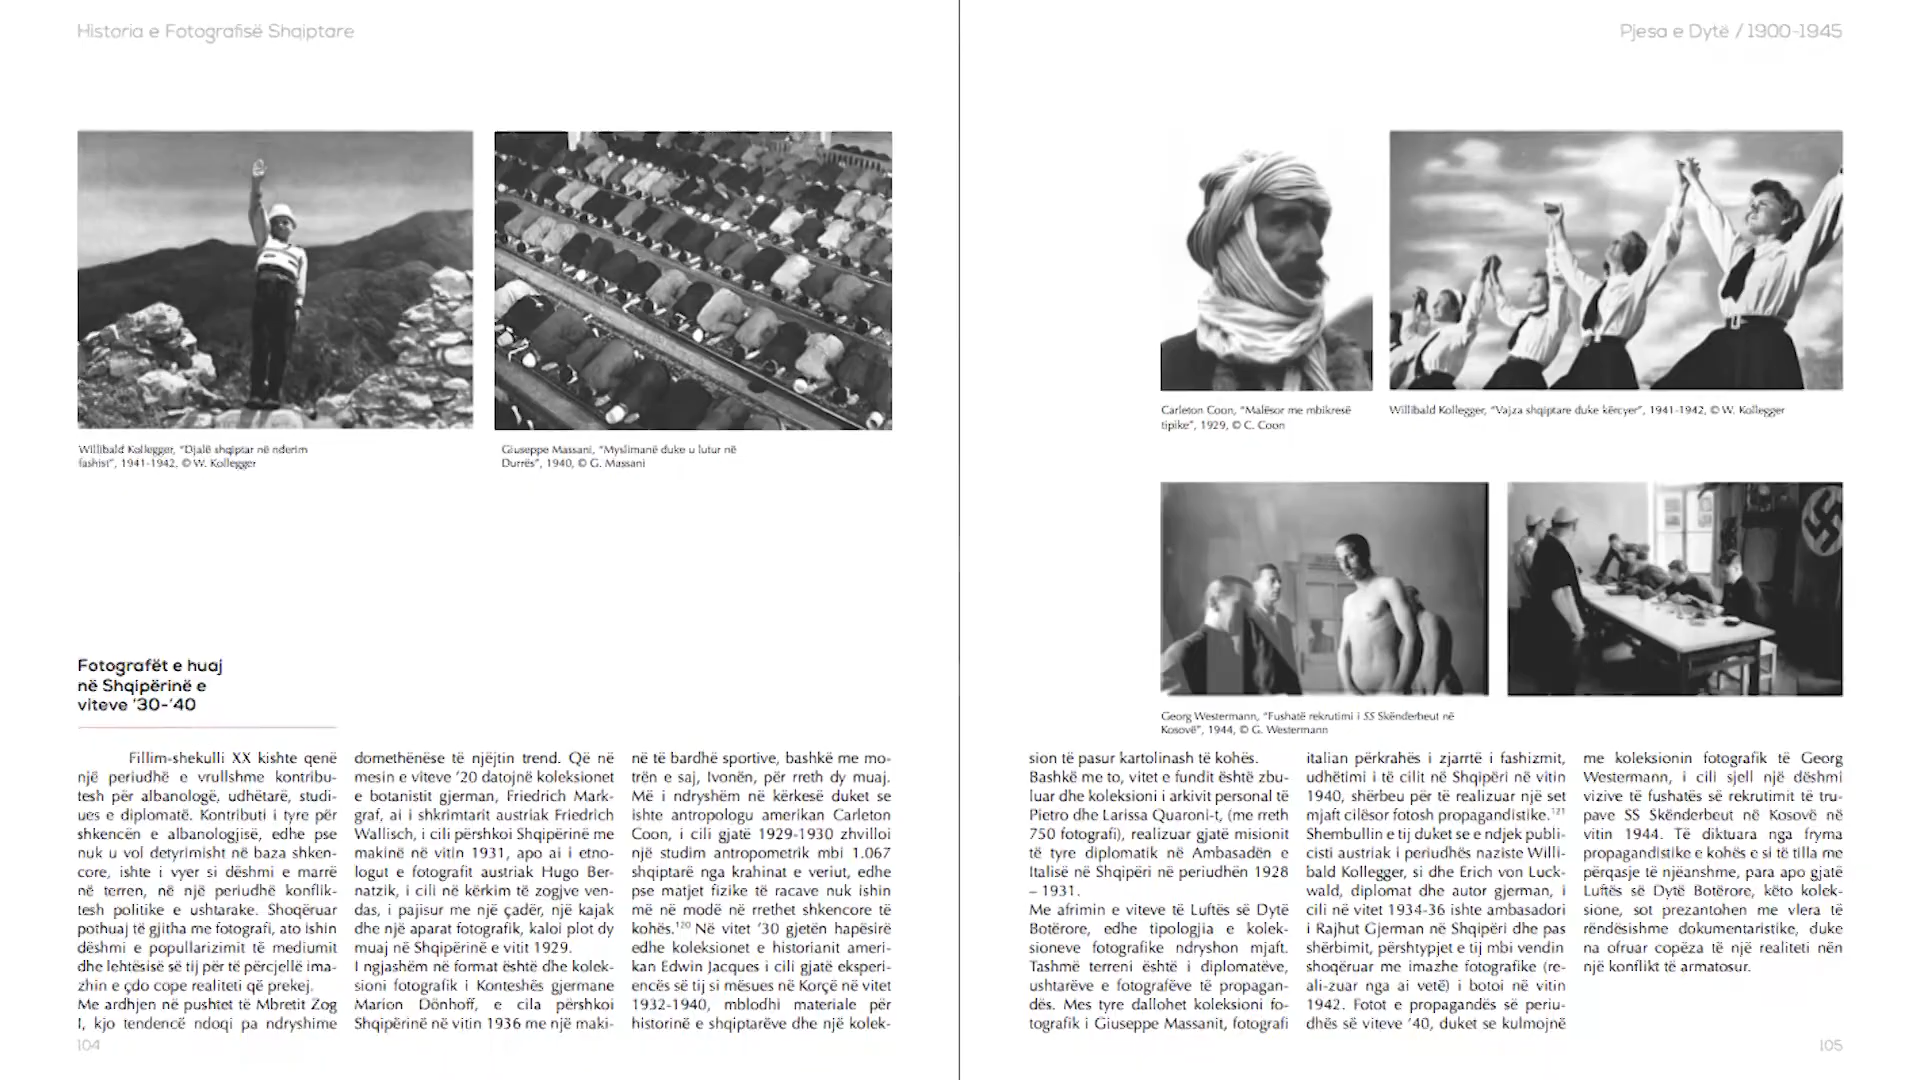 Historia e Fotografisë Shqiptare
Pjesa e Dytë / 1900-1945
Willibald Kollegger, “Djalë shqiptar në nderim
fashist”, 1941-1942, © W. Kollegger
Giuseppe Massani, “Myslimanë duke u lutur në
Durrës”, 1940, © G. Massani
Fotografët e huaj
në Shqipërinë e
viteve ’30-’40
Fillim-shekulli XX kishte qenë
një periudhë e vrullshme kontribu-
tesh për albanologë, udhëtarë, studi-
ues e diplomatë. Kontributi i tyre për
shkencën e albanologjisë, edhe pse
nuk u vol detyrimisht në baza shken-
core, ishte i vyer si dëshmi e marrë
në terren, në një periudhë konflik-
tesh politike e ushtarake. Shoqëruar
pothuaj të gjitha me fotografi, ato ishin
dëshmi e popullarizimit të mediumit
dhe lehtësisë së tij për të përcjellë ima-
zhin e çdo cope realiteti që prekej.
Me ardhjen në pushtet të Mbretit Zog
I, kjo tendencë ndoqi pa ndryshime
104
domethënëse të njëjtin trend. Që në
mesin e viteve ’20 datojnë koleksionet
e botanistit gjerman, Friedrich Mark-
graf, ai i shkrimtarit austriak Friedrich
Wallisch, i cili përshkoi Shqipërinë me
makinë në vitin 1931, apo ai i etno-
logut e fotografit austriak Hugo Ber-
natzik, i cili në kërkim të zogjve ven-
das, i pajisur me një çadër, një kajak
dhe një aparat fotografik, kaloi plot dy
muaj në Shqipërinë e vitit 1929.
I ngjashëm në format është dhe kolek-
sioni fotografik i Konteshës gjermane
Marion Dönhoff, e cila përshkoi
Shqipërinë në vitin 1936 me një maki-
në të bardhë sportive, bashkë me mo-
trën e saj, Ivonën, për rreth dy muaj.
Më i ndryshëm në kërkesë duket se
ishte antropologu amerikan Carleton
Coon, i cili gjatë 1929-1930 zhvilloi
një studim antropometrik mbi 1.067
shqiptarë nga krahinat e veriut, edhe
pse matjet fizike të racave nuk ishin
më në modë në rrethet shkencore të
kohës.120 Në vitet ’30 gjetën hapësirë
edhe koleksionet e historianit ameri-
kan Edwin Jacques i cili gjatë eksperi-
encës së tij si mësues në Korçë në vitet
1932-1940, mblodhi materiale për
historinë e shqiptarëve dhe një kolek-
Carleton Coon, “Malësor me mbikresë
tipike”, 1929, © C. Coon
Willibald Kollegger, “Vajza shqiptare duke kërcyer”, 1941-1942, © W. Kollegger
Georg Westermann, “Fushatë rekrutimi i SS Skënderbeut në
Kosovë”, 1944, © G. Westermann
sion të pasur kartolinash të kohës.
Bashkë me to, vitet e fundit është zbu-
luar dhe koleksioni i arkivit personal të
Pietro dhe Larissa Quaroni-t, (me rreth
750 fotografi), realizuar gjatë misionit
të tyre diplomatik në Ambasadën e
Italisë në Shqipëri në periudhën 1928
– 1931.
Me afrimin e viteve të Luftës së Dytë
Botërore, edhe tipologjia e kolek-
sioneve fotografike ndryshon mjaft.
Tashmë terreni është i diplomatëve,
ushtarëve e fotografëve të propagan-
dës. Mes tyre dallohet koleksioni fo-
tografik i Giuseppe Massanit, fotografi
italian përkrahës i zjarrtë i fashizmit,
udhëtimi i të cilit në Shqipëri në vitin
1940, shërbeu për të realizuar një set
mjaft cilësor fotosh propagandistike.121
Shembullin e tij duket se e ndjek publi-
cisti austriak i periudhës naziste Willi-
bald Kollegger, si dhe Erich von Luck-
wald, diplomat dhe autor gjerman, i
cili në vitet 1934-36 ishte ambasadori
i Rajhut Gjerman në Shqipëri dhe pas
shërbimit, përshtypjet e tij mbi vendin
shoqëruar me imazhe fotografike (re-
ali-zuar nga ai vetë) i botoi në vitin
1942. Fotot e propagandës së periu-
dhës së viteve ’40, duket se kulmojnë
me koleksionin fotografik të Georg
Westermann, i cili sjell një dëshmi
vizive të fushatës së rekrutimit të tru-
pave SS Skënderbeut në Kosovë në
vitin 1944. Të diktuara nga fryma
propagandistike e kohës e si të tilla me
përqasje të njëanshme, para apo gjatë
Luftës së Dytë Botërore, këto kolek-
sione, sot prezantohen me vlera të
rëndësishme dokumentaristike, duke
na ofruar copëza të një realiteti nën
një konflikt të armatosur.
105